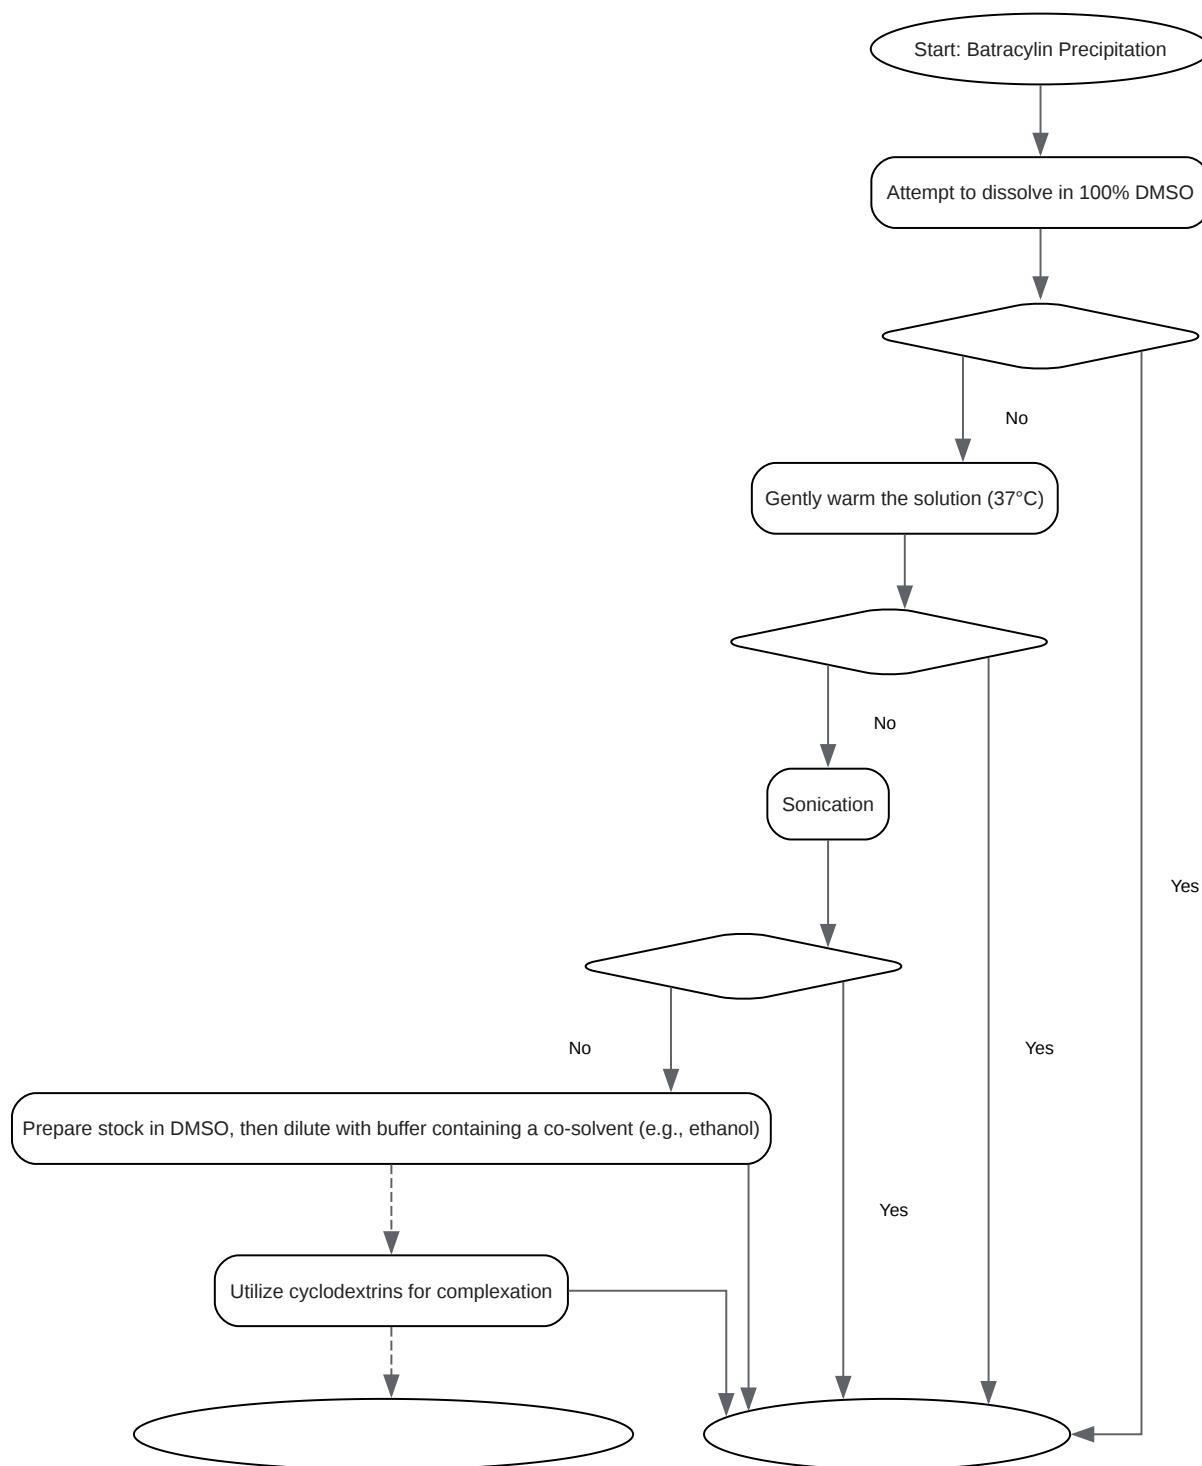 Start: Batracylin Precipitation
Attempt to dissolve in 100% DMSO
No
Gently warm the solution (37°C)
No
Sonication
Yes
No
Yes
Prepare stock in DMSO, then dilute with buffer containing a co-solvent (e.g., ethanol)
Yes
Utilize cyclodextrins for complexation